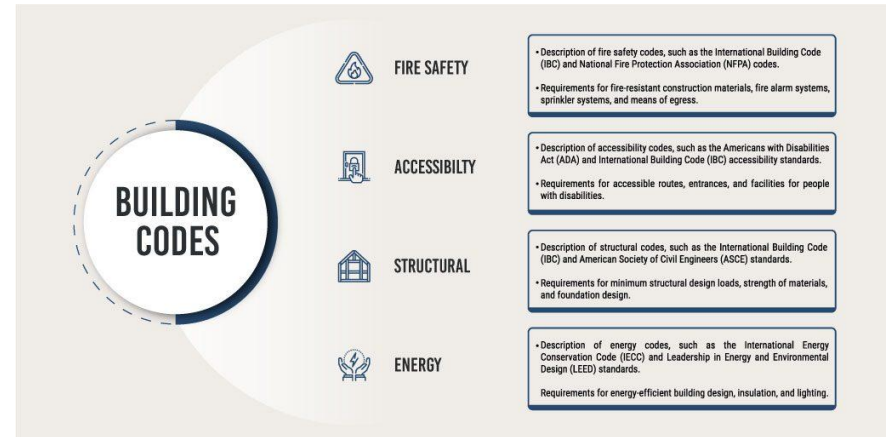 BUILDING
CODES
FIRE SAFETY
• Description of fire safety codes, such as the International Building Code
(IBC) and National Fire Protection Association (NFPA) codes.
• Requirements for fire-resistant construction materials, fire alarm systems,
sprinkler systems, and means of egress.
ACCESSIBILTY
• Description of accessibility codes, such as the Americans with Disabilities
Act (ADA) and International Building Code (IBC) accessibility standards.
• Requirements for accessible routes, entrances, and facilities for people
with disabilities.
STRUCTURAL
• Description of structural codes, such as the International Building Code
(IBC) and American Society of Civil Engineers (ASCE) standards.
• Requirements for minimum structural design loads, strength of materials,
and foundation design.
ENERGY
• Description of energy codes, such as the International Energy
Conservation Code (IECC) and Leadership in Energy and Environmental
Design (LEED) standards.
Requirements for energy-efficient building design, insulation, and lighting.